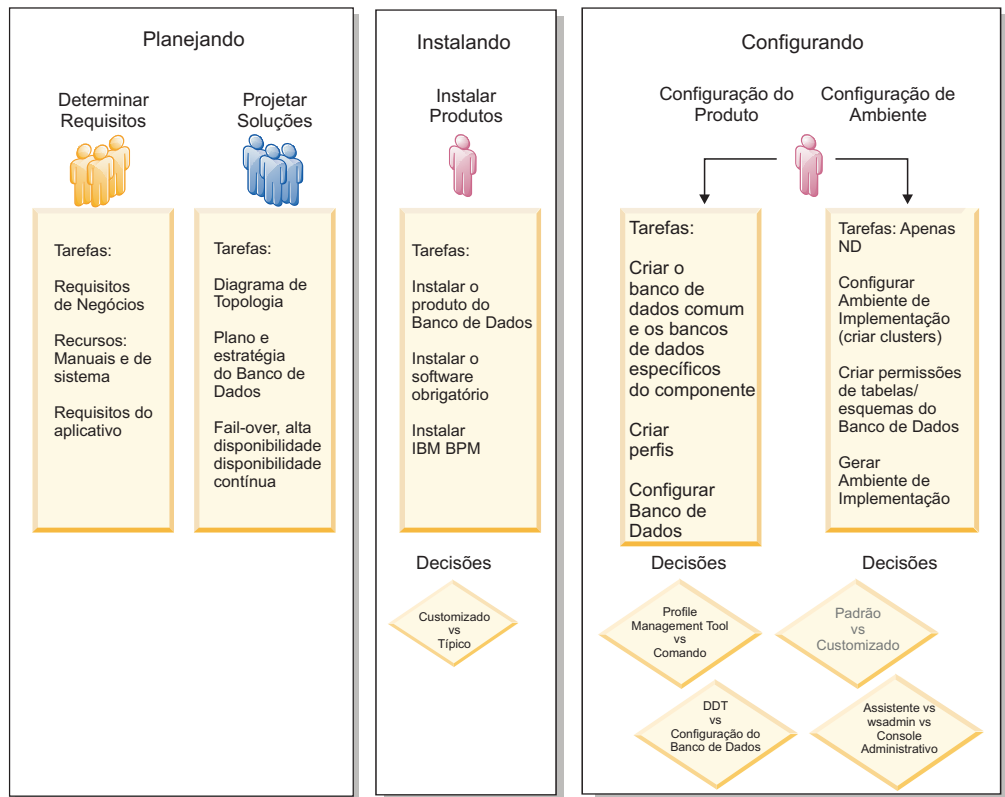 Planejando
Determinar
Requisitos
Projetar
Soluções
Tarefas:
Requisitos
de Negócios
Recursos:
Manuais e de
sistema
Requisitos do
aplicativo
Tarefas:
Diagrama de
Topologia
Plano e
estratégia
do Banco de
Dados
Fail-over, alta
disponibilidade
disponibilidade
contínua
Instalando
Instalar
Produtos
Tarefas:
Instalar o
produto do
Banco de Dados
Instalar o
software
obrigatório
Instalar
IBM BPM
Decisões
Customizado
vs
Típico
Configurando
Configuração do
Produto
Configuração de
Ambiente
Tarefas:
Criar o
banco de
dados comum
e os bancos
de dados
específicos
do componente
Criar
perfis
Configurar
Banco de
Dados
Decisões
Profile
Management Tool
vs
Comando
DDT
vs
Configuração do
Banco de Dados
Tarefas: Apenas
ND
Configurar
Ambiente de
Implementação
(criar clusters)
Criar permissões
de tabelas/
esquemas do
Banco de Dados
Gerar
Ambiente de
Implementação
Decisões
Padrão
vs
Customizado
Assistente vs
wsadmin vs
Console
Administrativo